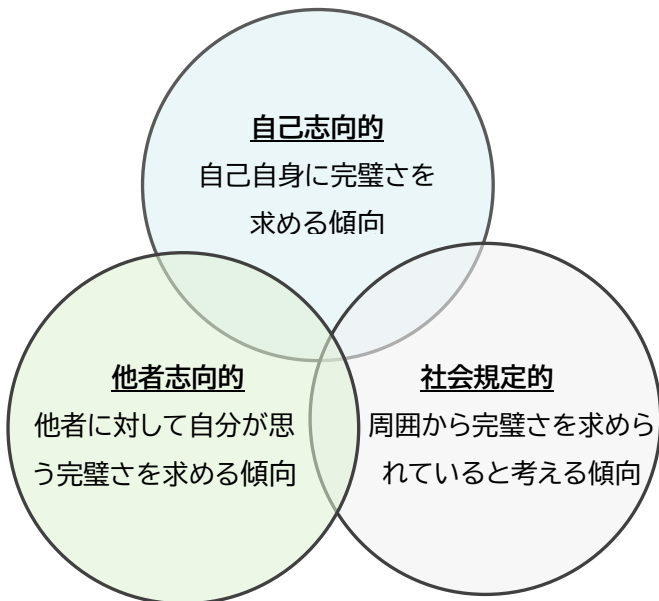 自己志向的
自己自身に完璧さを
求める傾向
他者志向的
他者に対して自分が思
う完璧さを求める傾向
社会規定的
周囲から完璧さを求めら
れていると考える傾向